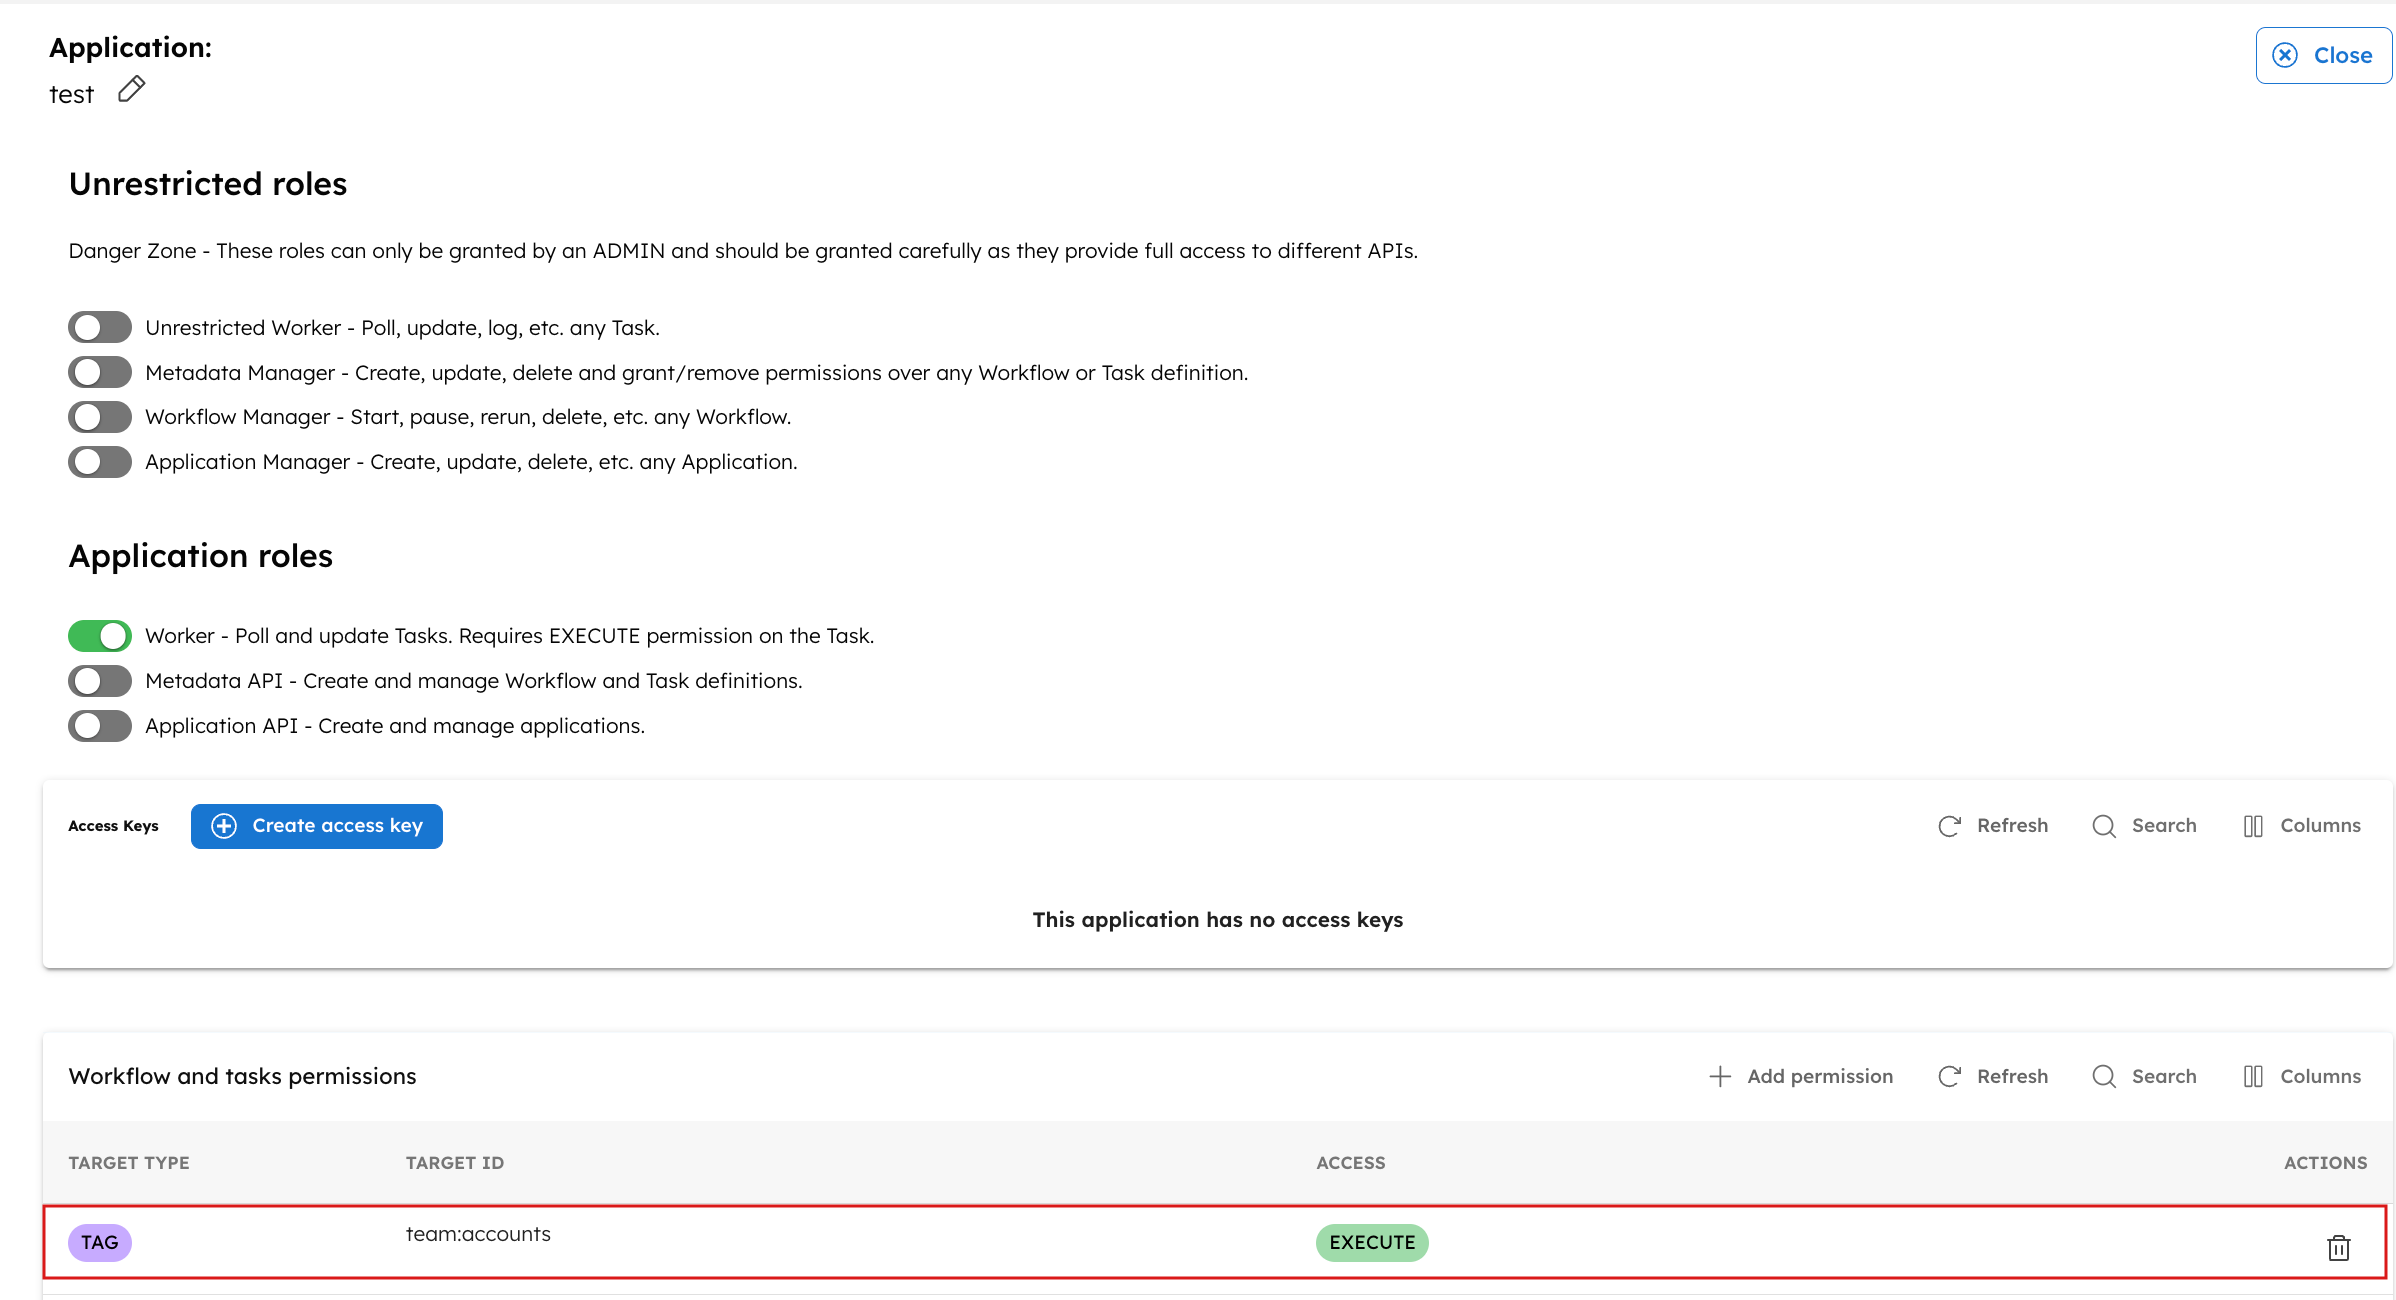 Application:
Close
test
Unrestricted roles
Danger Zone - These roles can only be granted by an ADMIN and should be granted carefully as they provide full access to different APIs.
Unrestricted Worker - Poll, update, log, etc. any Task.
Metadata Manager - Create, update, delete and grant/remove permissions over any Workflow or Task definition.
Workflow Manager - Start, pause, rerun, delete, etc. any Workflow.
Application Manager - Create, update, delete, etc. any Application.
Application roles
Worker - Poll and update Tasks. Requires EXECUTE permission on the Task.
Metadata API - Create and manage Workflow and Task definitions.
Application API - Create and manage applications.
Access Keys Create access key Refresh Search Columns
This application has no access keys
Workflow and tasks permissions Add permission Refresh Search Columns
TARGET TYPE TARGET ID ACCESS ACTIONS
TAG team:accounts EXECUTE